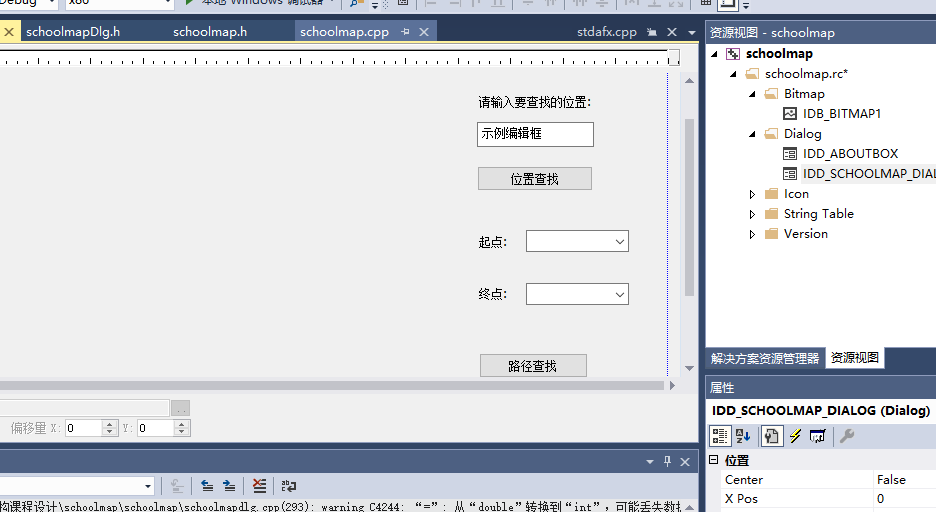 Debug x86 本地 Windows 调试器
schoolmapDlg.h schoolmap.h schoolmap.cpp stdafx.cpp
请输入要查找的位置:
示例编辑框
位置查找
起点:
终点:
路径查找
偏移量 X: 0 Y: 0
构课程设计\schoolmap\schoolmap\schoolmapdlg.cpp(293): warning C4244: “=”: 从“double”转换到“int”，可能丢失数据
资源视图 - schoolmap
schoolmap
schoolmap.rc*
Bitmap
IDB_BITMAP1
Dialog
IDD_ABOUTBOX
IDD_SCHOOLMAP_DIAL
Icon
String Table
Version
解决方案资源管理器 资源视图
属性
IDD_SCHOOLMAP_DIALOG (Dialog)
位置
Center False
X Pos 0